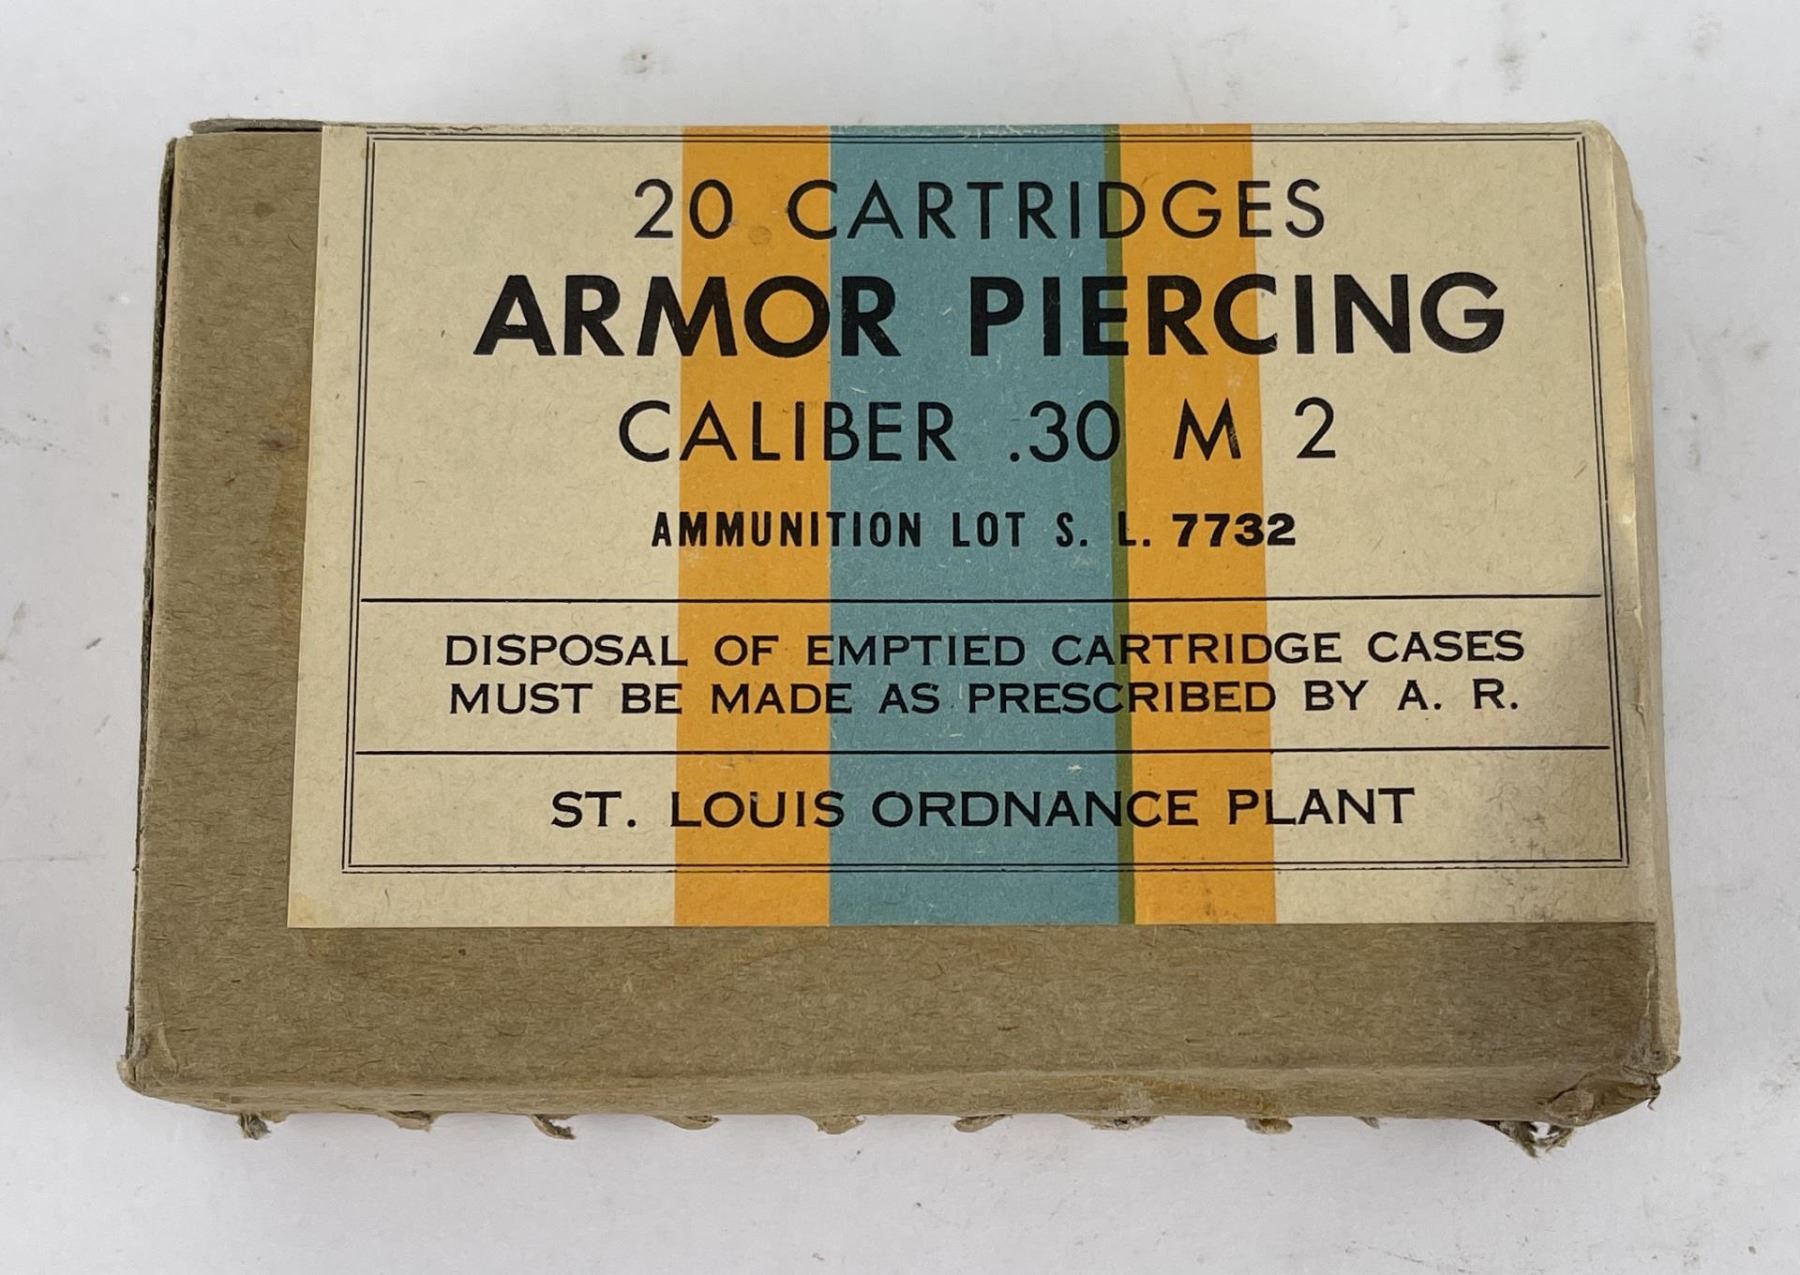 20 CARTRIDGES
ARMOR PIERCING
CALIBER .30 M 2
AMMUNITION LOT S. L. 7732
DISPOSAL OF EMPTIED CARTRIDGE CASES
MUST BE MADE AS PRESCRIBED BY A. R.
ST. LOUIS ORDNANCE PLANT